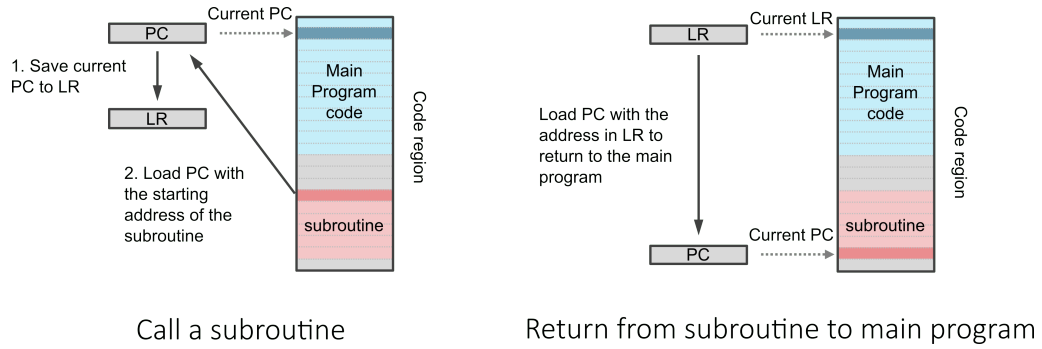 Current PC
PC
1. Save current
PC to LR
LR
2. Load PC with
the starting
address of the
subroutine
Main
Program
code
subroutine
Code region
Call a subroutine
Current LR
LR
Load PC with the
address in LR to
return to the main
program
Current PC
PC
Main
Program
code
subroutine
Code region
Return from subroutine to main program